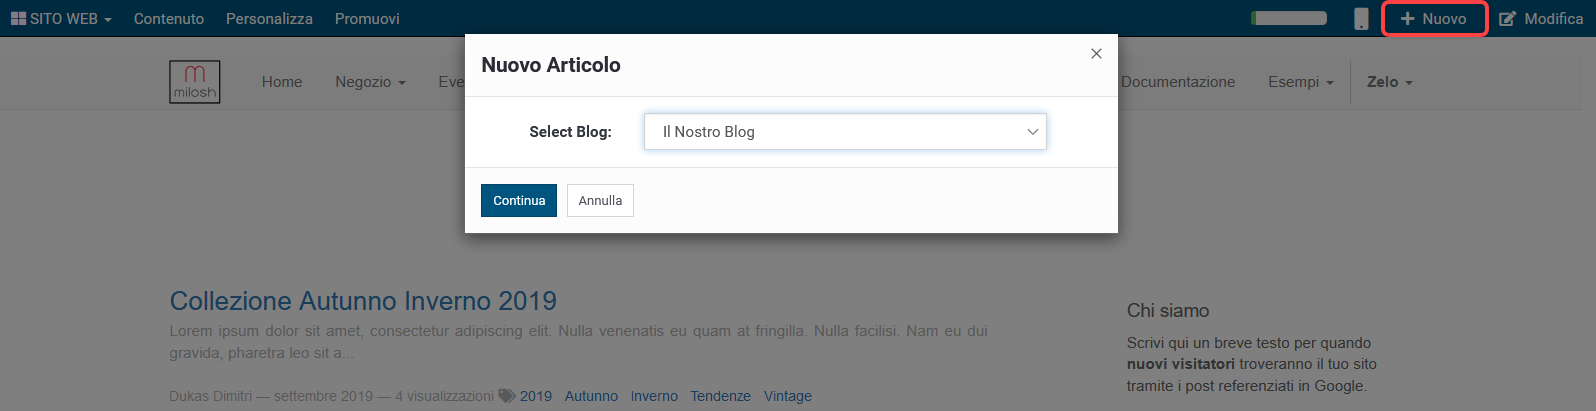 SITO WEB Contenuto Personalizza Promuovi Nuovo Modifica
Nuovo Articolo ×
m
milosh
Home Negozio Eve Documentazione Esempi Zelo
Select Blog: Il Nostro Blog
Continua Annulla
Collezione Autunno Inverno 2019
Lorem ipsum dolor sit amet, consectetur adipiscing elit. Nulla venenatis eu quam at fringilla. Nulla facilisi. Nam eu dui
gravida, pharetra leo sit a...
Dukas Dimitri — settembre 2019 — 4 visualizzazioni 2019 Autunno Inverno Tendenze Vintage
Chi siamo
Scrivi qui un breve testo per quando
nuovi visitatori troveranno il tuo sito
tramite i post referenziati in Google.